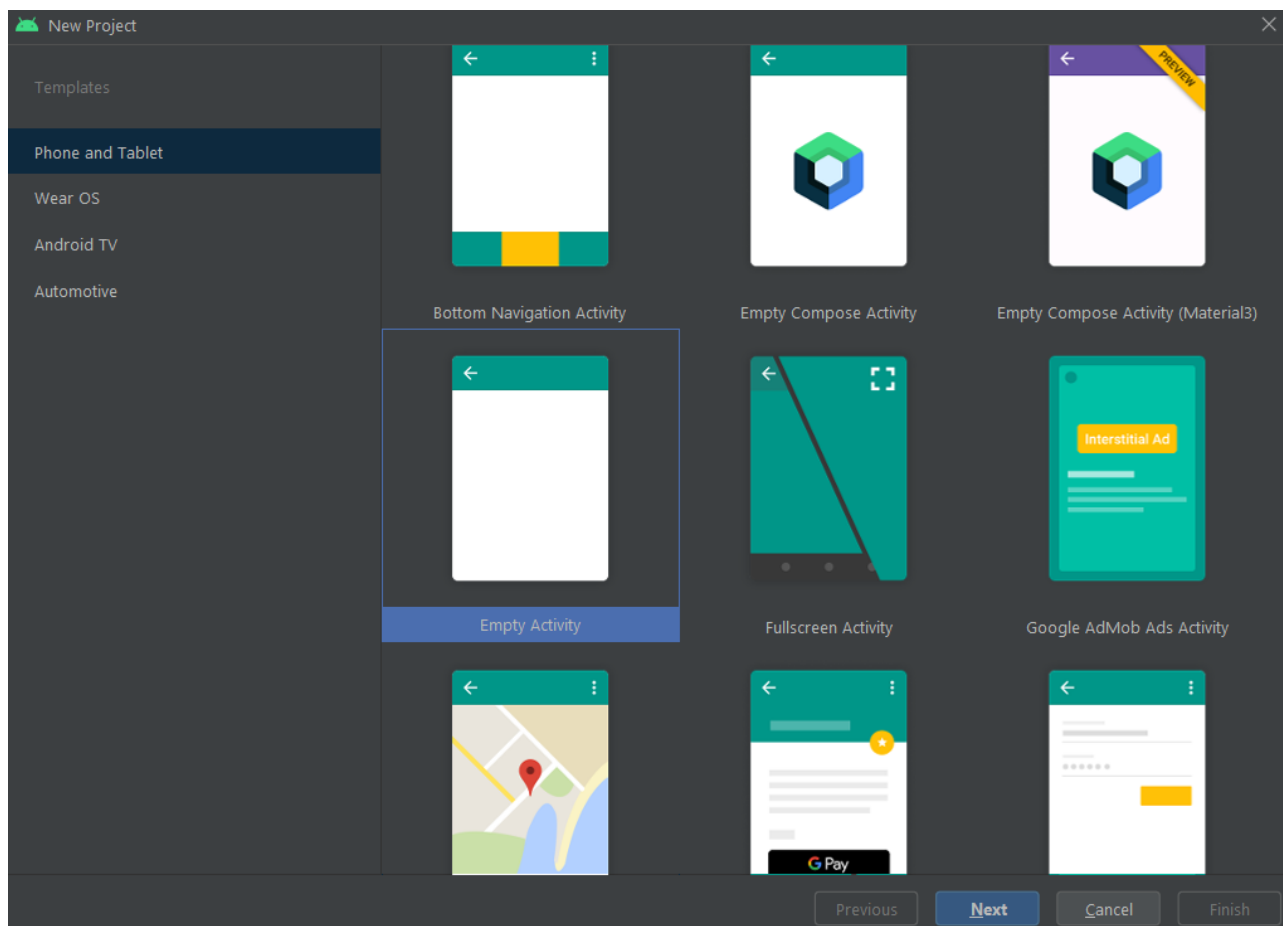 New Project
Templates
Phone and Tablet
Wear OS
Android TV
Automotive
PREVIEW
Bottom Navigation Activity
Empty Compose Activity
Empty Compose Activity (Material3)
Interstitial Ad
Empty Activity
Fullscreen Activity
Google AdMob Ads Activity
G Pay
Previous
Next
Cancel
Finish